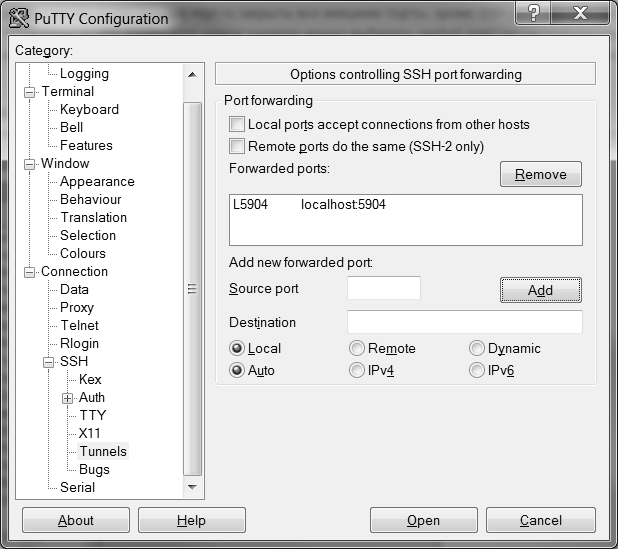 PuTTY Configuration
Category:
Logging
Terminal
Keyboard
Bell
Features
Window
Appearance
Behaviour
Translation
Selection
Colours
Connection
Data
Proxy
Telnet
Rlogin
SSH
Kex
Auth
TTY
X11
Tunnels
Bugs
Serial
Options controlling SSH port forwarding
Port forwarding
Local ports accept connections from other hosts
Remote ports do the same (SSH-2 only)
Forwarded ports:
Remove
L5904 localhost:5904
Add new forwarded port:
Source port
Add
Destination
Local Remote Dynamic
Auto IPv4 IPv6
About Help Open Cancel